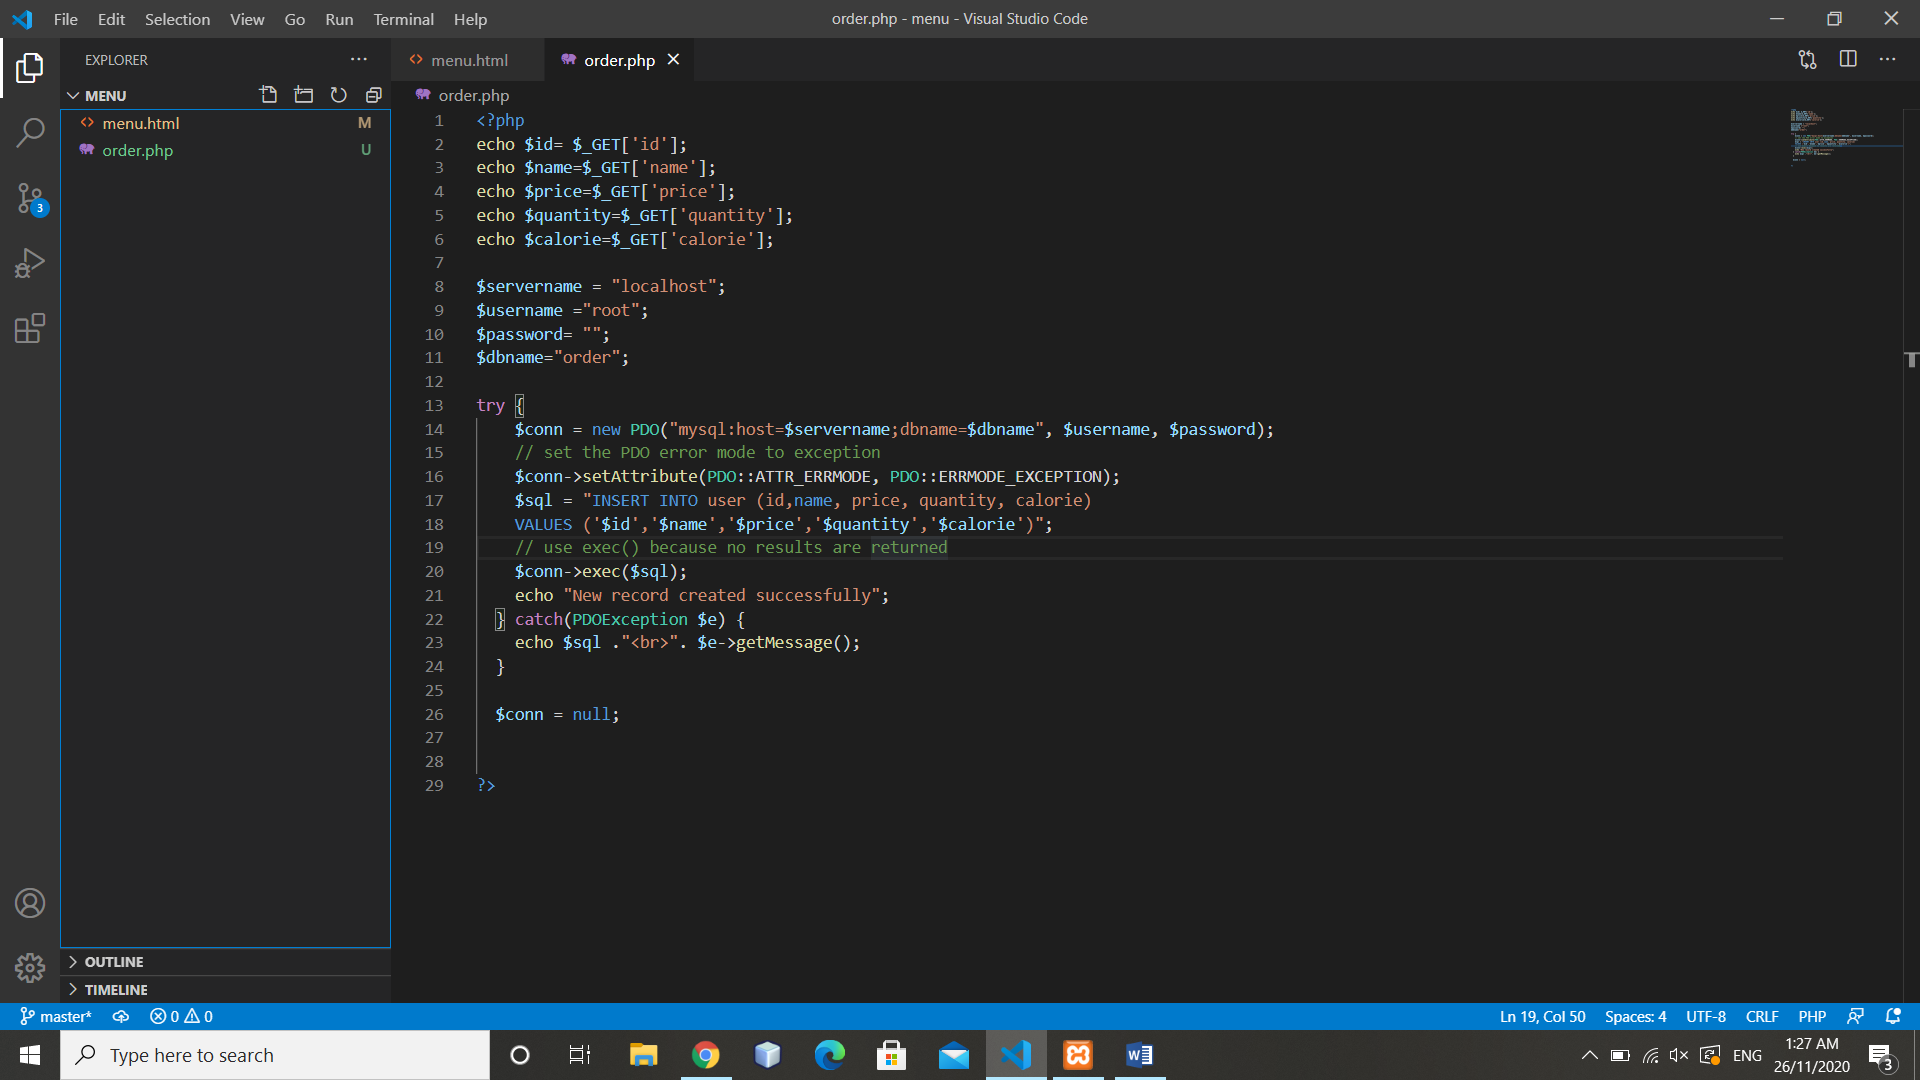 File Edit Selection View Go Run Terminal Help
order.php - menu - Visual Studio Code
EXPLORER
MENU
menu.html M
order.php U
OUTLINE
TIMELINE
3
menu.html
order.php
order.php
1 <?php
2 echo $id= $_GET['id'];
3 echo $name=$_GET['name'];
4 echo $price=$_GET['price'];
5 echo $quantity=$_GET['quantity'];
6 echo $calorie=$_GET['calorie'];
7
8 $servername = "localhost";
9 $username ="root";
10 $password= "";
11 $dbname="order";
12
13 try {
14 $conn = new PDO("mysql:host=$servername;dbname=$dbname", $username, $password);
15 // set the PDO error mode to exception
16 $conn->setAttribute(PDO::ATTR_ERRMODE, PDO::ERRMODE_EXCEPTION);
17 $sql = "INSERT INTO user (id,name, price, quantity, calorie)
18 VALUES ('$id','$name','$price','$quantity','$calorie')";
19 // use exec() because no results are returned
20 $conn->exec($sql);
21 echo "New record created successfully";
22 } catch(PDOException $e) {
23 echo $sql ."<br>". $e->getMessage();
24 }
25
26 $conn = null;
27
28
29 ?>
master* 0 0
Ln 19, Col 50 Spaces: 4 UTF-8 CRLF PHP
Type here to search
ENG
1:27 AM
26/11/2020
3